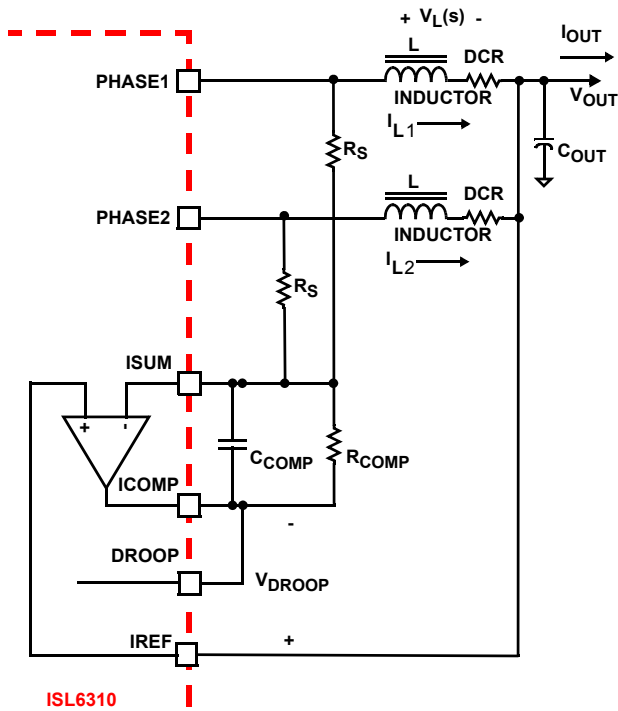 + VL(s) -
IOUT
L
DCR
PHASE1
INDUCTOR
VOUT
IL1
COUT
RS
L
DCR
PHASE2
INDUCTOR
IL2
RS
ISUM
+ -
CCOMP
RCOMP
ICOMP
-
DROOP
VDROOP
IREF
+
ISL6310